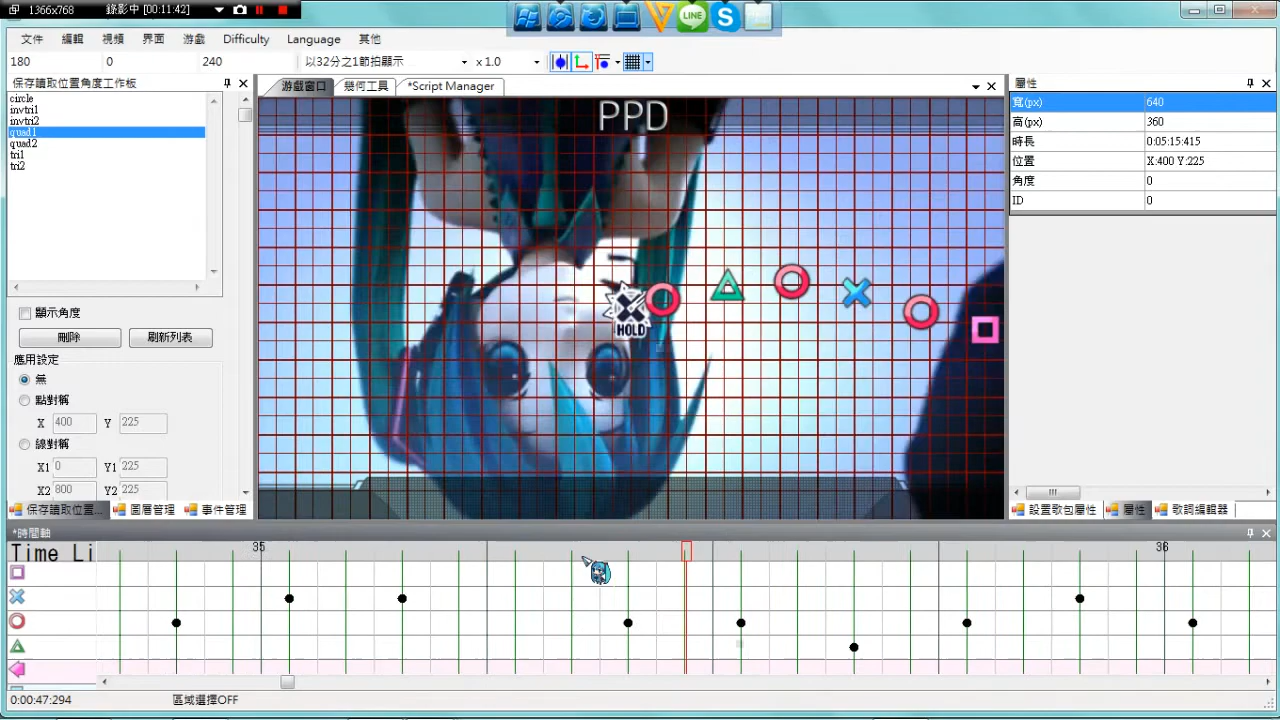 1366x768 錄影中 [00:11:42]
LINE
文件 編輯 視頻 界面 遊戲 Difficulty Language 其他
180 0 240 以32分之1節拍顯示 x 1.0
保存讀取位置角度工作板
遊戲窗口 幾何工具 *Script Manager
屬性
circle
invtri1
invtri2
quad1
quad2
tri1
tri2
PPD
HOLD
寬(px) 640
高(px) 360
時長 0:05:15:415
位置 X:400 Y:225
角度 0
ID 0
顯示角度
刪除 刷新列表
應用設定
無
點對稱
X 400 Y 225
線對稱
X1 0 Y1 225
X2 800 Y2 225
保存讀取位置... 圖層管理 事件管理
設置歌包屬性 屬性 歌詞編輯器
*時間軸
Time Li 35 36
0:00:47:294 區域選擇OFF